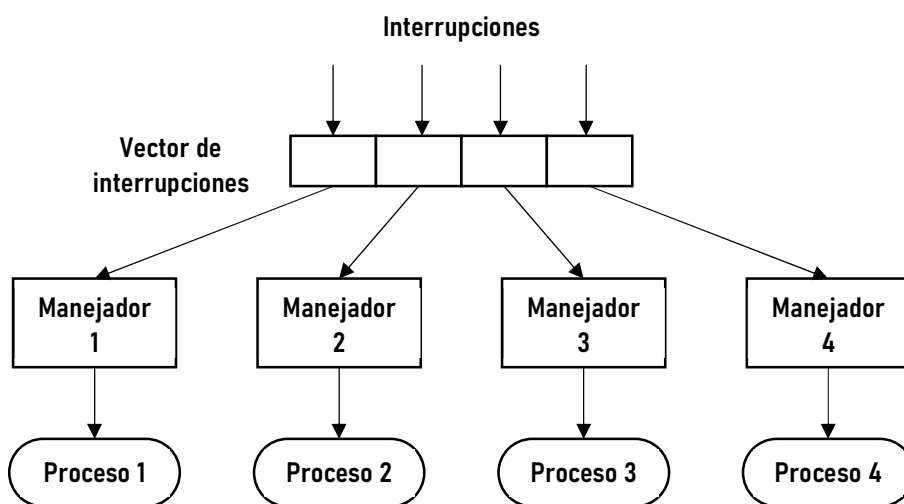 Interrupciones
Vector de
interrupciones
Manejador
1
Manejador
2
Manejador
3
Manejador
4
Proceso 1
Proceso 2
Proceso 3
Proceso 4